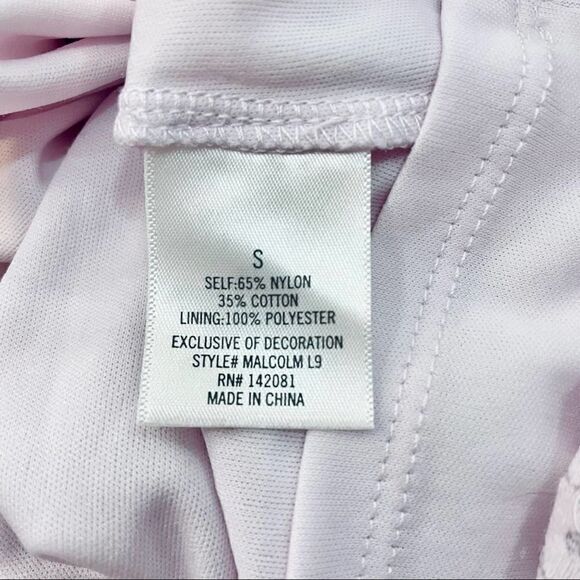 S
SELF:65% NYLON
35% COTTON
LINING:100% POLYESTER
EXCLUSIVE OF DECORATION
STYLE# MALCOLM L9
RN# 142081
MADE IN CHINA